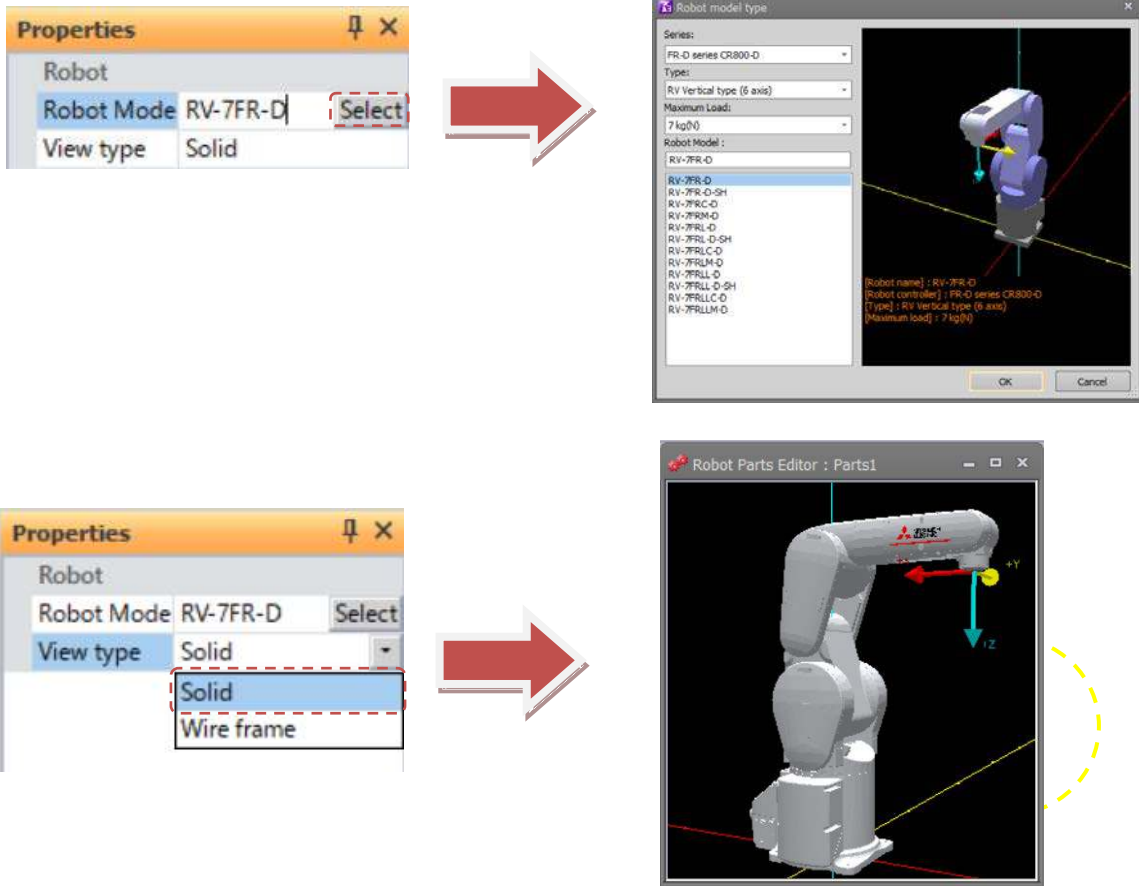 Properties
Robot
Robot Mode RV-7FR-D Select
View type Solid
Robot model type
Series:
FR-D series CR800-D
Type:
RV Vertical type (6 axis)
Maximum Load:
7 kg(N)
Robot Model :
RV-7FR-D
RV-7FR-D
RV-7FR-D-SH
RV-7FRC-D
RV-7FRM-D
RV-7FRL-D
RV-7FRL-D-SH
RV-7FRLC-D
RV-7FRLM-D
RV-7FRLL-D
RV-7FRLL-D-SH
RV-7FRLLC-D
RV-7FRLLM-D
[Robot name] : RV-7FR-D
[Robot controller] : FR-D series CR800-D
[Type] : RV Vertical type (6 axis)
[Maximum load] : 7 kg(N)
OK Cancel
Properties
Robot
Robot Mode RV-7FR-D Select
View type Solid
Solid
Wire frame
Robot Parts Editor : Parts1
+Y
+Z